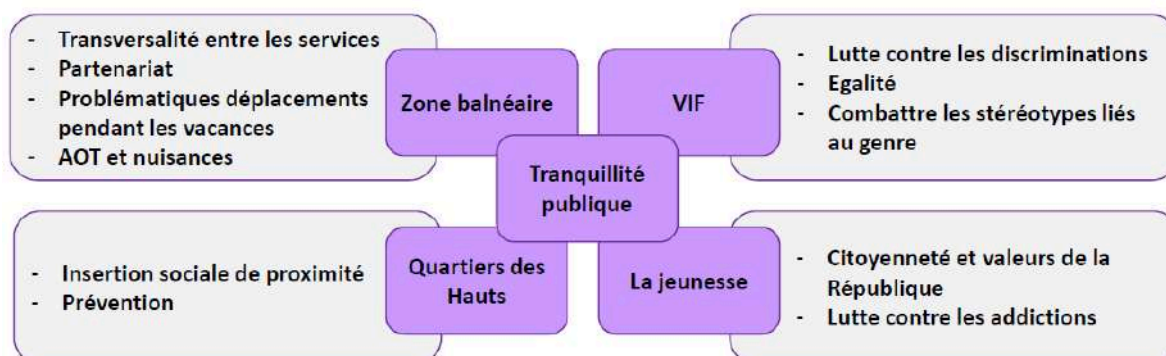 - Transversalité entre les services
- Partenariat
- Problématiques déplacements
pendant les vacances
- AOT et nuisances
Zone balnéaire
VIF
- Lutte contre les discriminations
- Egalité
- Combattre les stéréotypes liés
au genre
Tranquillité
publique
- Insertion sociale de proximité
- Prévention
Quartiers des
Hauts
La jeunesse
- Citoyenneté et valeurs de la
République
- Lutte contre les addictions